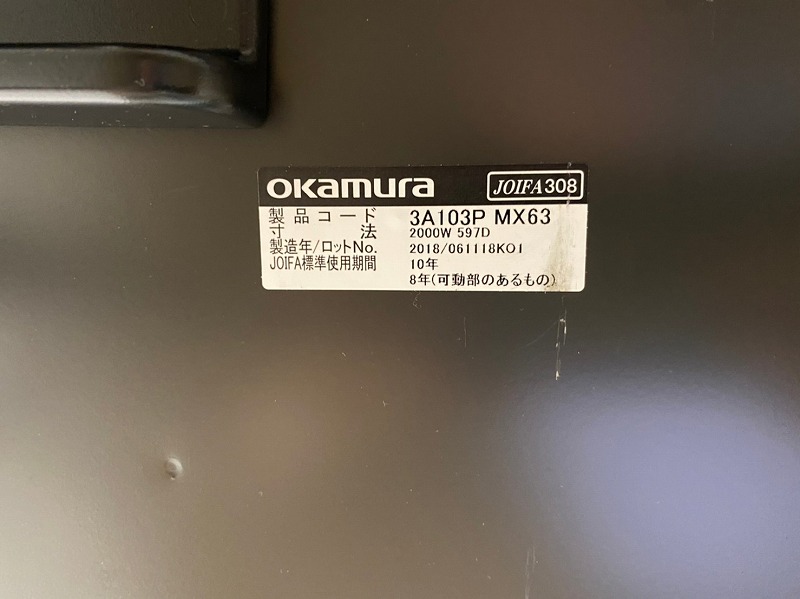 okamura JOIFA308
製品コード 3A103P MX63
寸法 2000W 597D
製造年/ロットNo. 2018/061118KO1
JOIFA標準使用期間 10年
8年(可動部のあるもの)